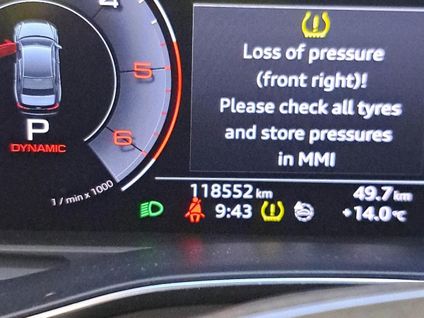 4
5
6
P
DYNAMIC
1 / min x 1000
Loss of pressure
(front right)!
Please check all tyres
and store pressures
in MMI
118552 km
49.7 km
9:43
+14.0°C